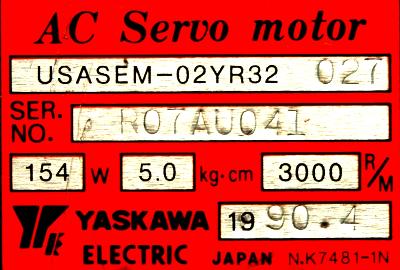 AC Servo motor
USASEM-02YR32 027
SER. NO. R07AU041
154 W 5.0 kg·cm 3000 R/M
YASKAWA 19 90.4
ELECTRIC JAPAN N.K7481-1N